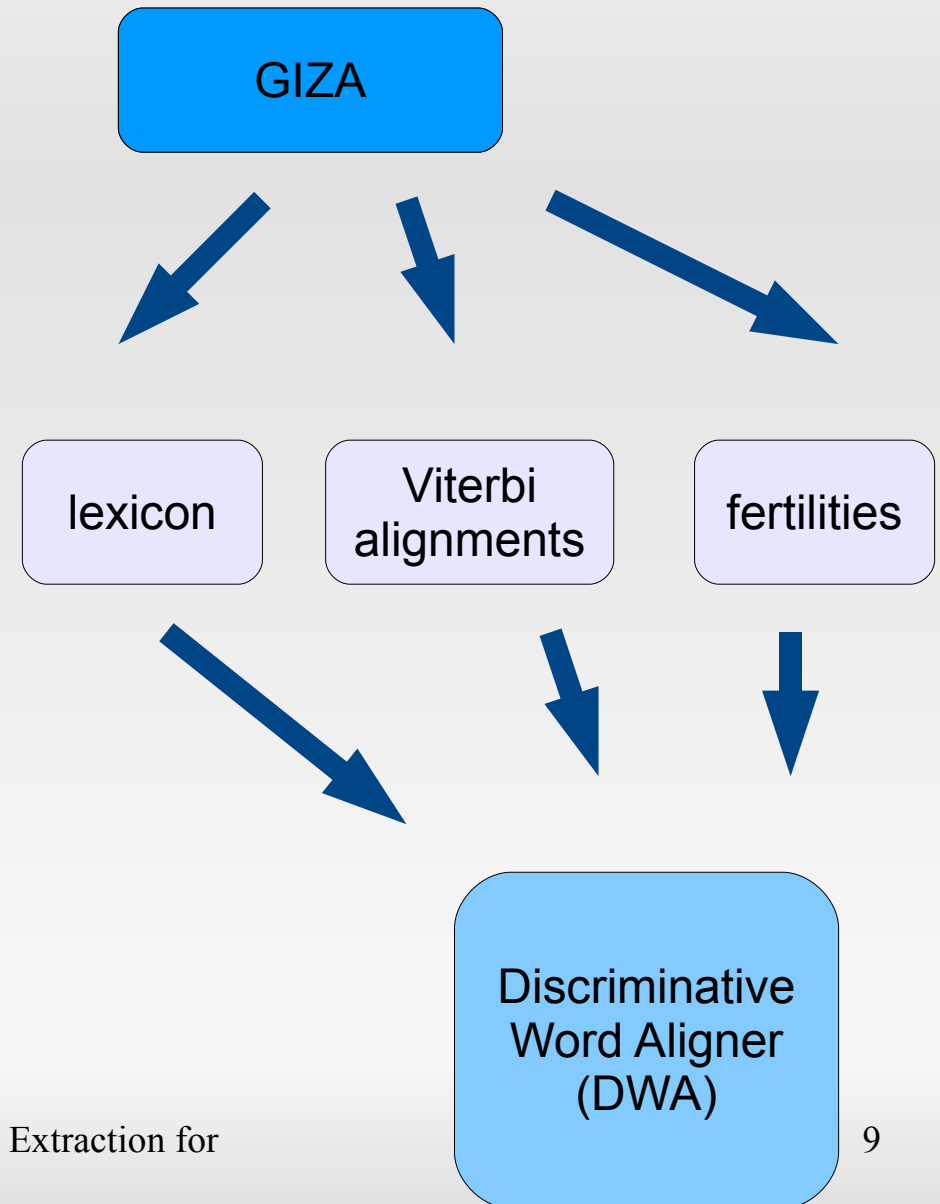 GIZA
lexicon
Viterbi
alignments
fertilities
Discriminative
Word Aligner
(DWA)
Extraction for
9